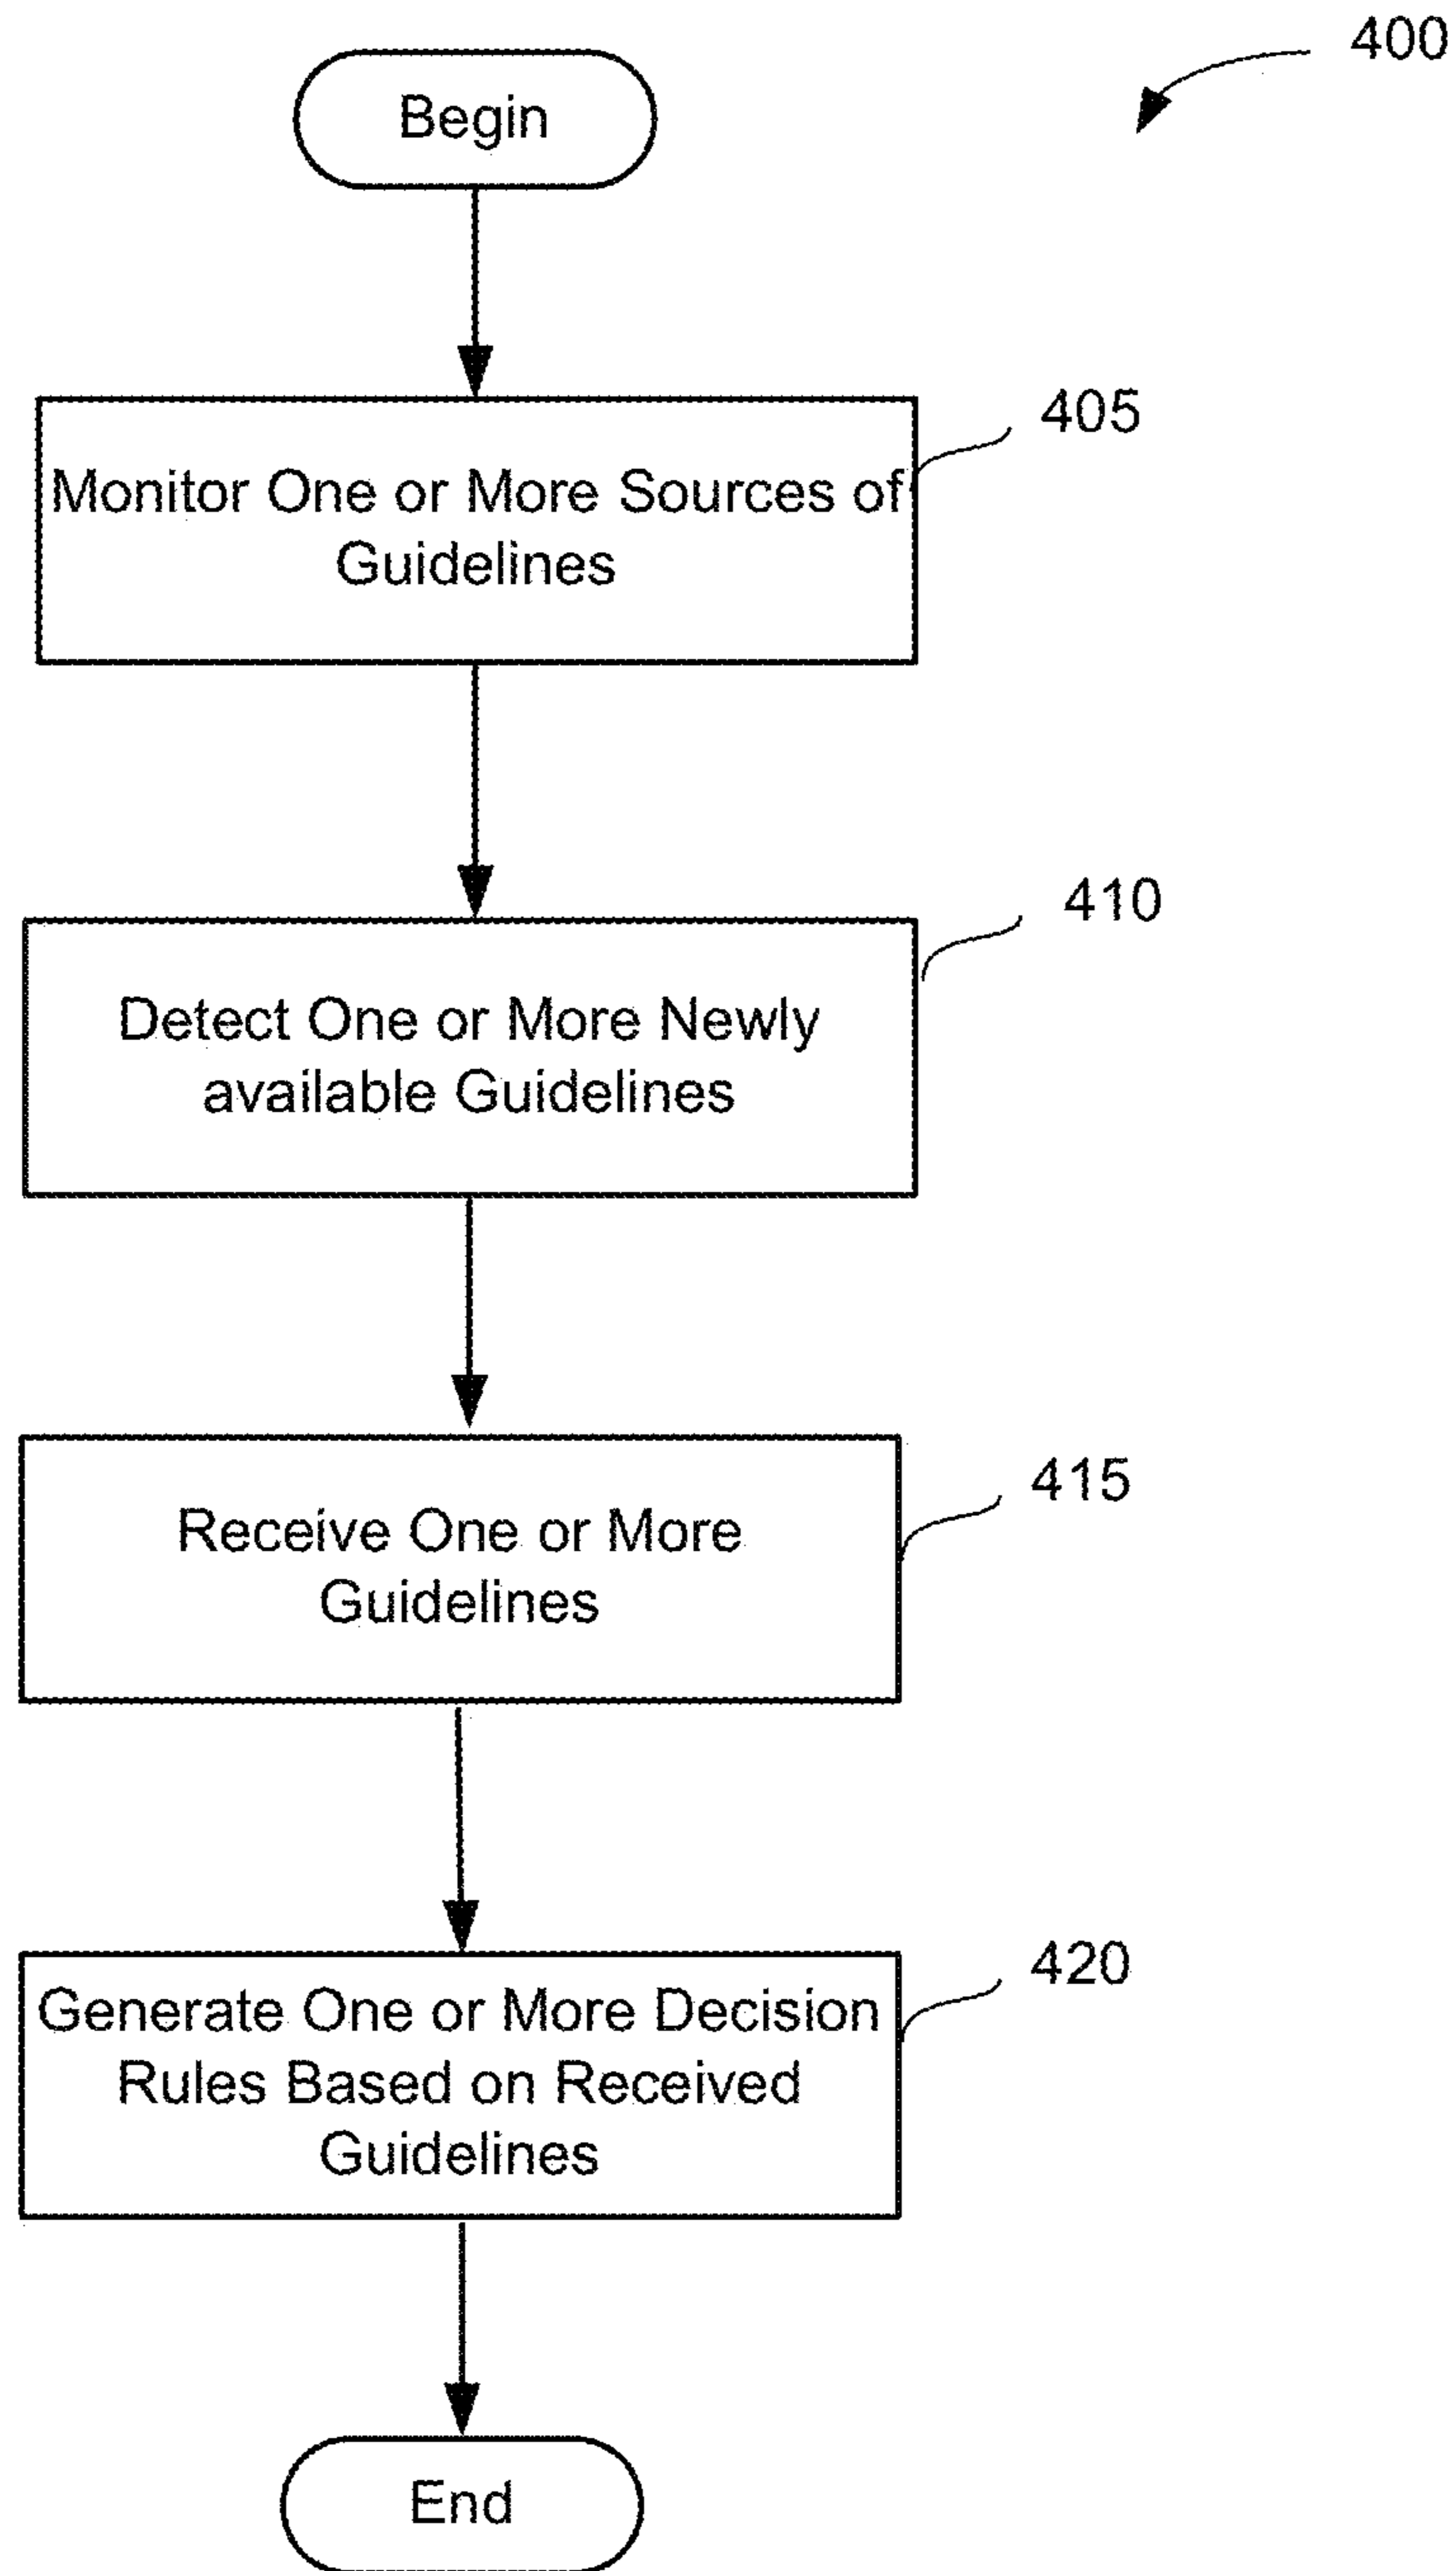 400
Begin
405
Monitor One or More Sources of
Guidelines
410
Detect One or More Newly
available Guidelines
415
Receive One or More
Guidelines
420
Generate One or More Decision
Rules Based on Received
Guidelines
End